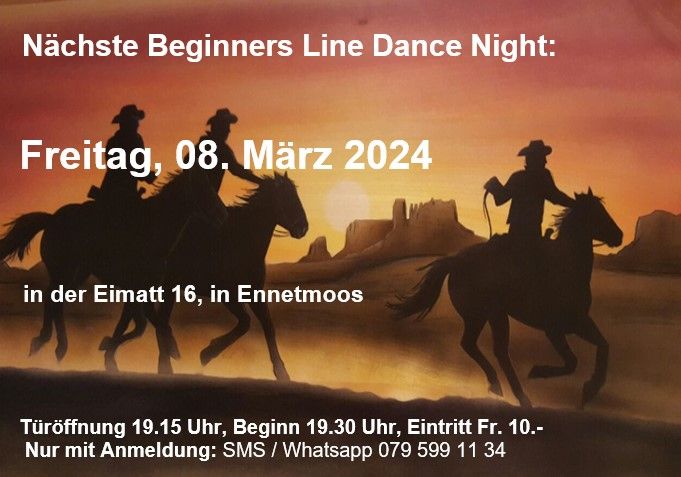 Nächste Beginners Line Dance Night:
Freitag, 08. März 2024
in der Eimatt 16, in Ennetmoos
Türöffnung 19.15 Uhr, Beginn 19.30 Uhr, Eintritt Fr. 10.-
Nur mit Anmeldung: SMS / Whatsapp 079 599 11 34